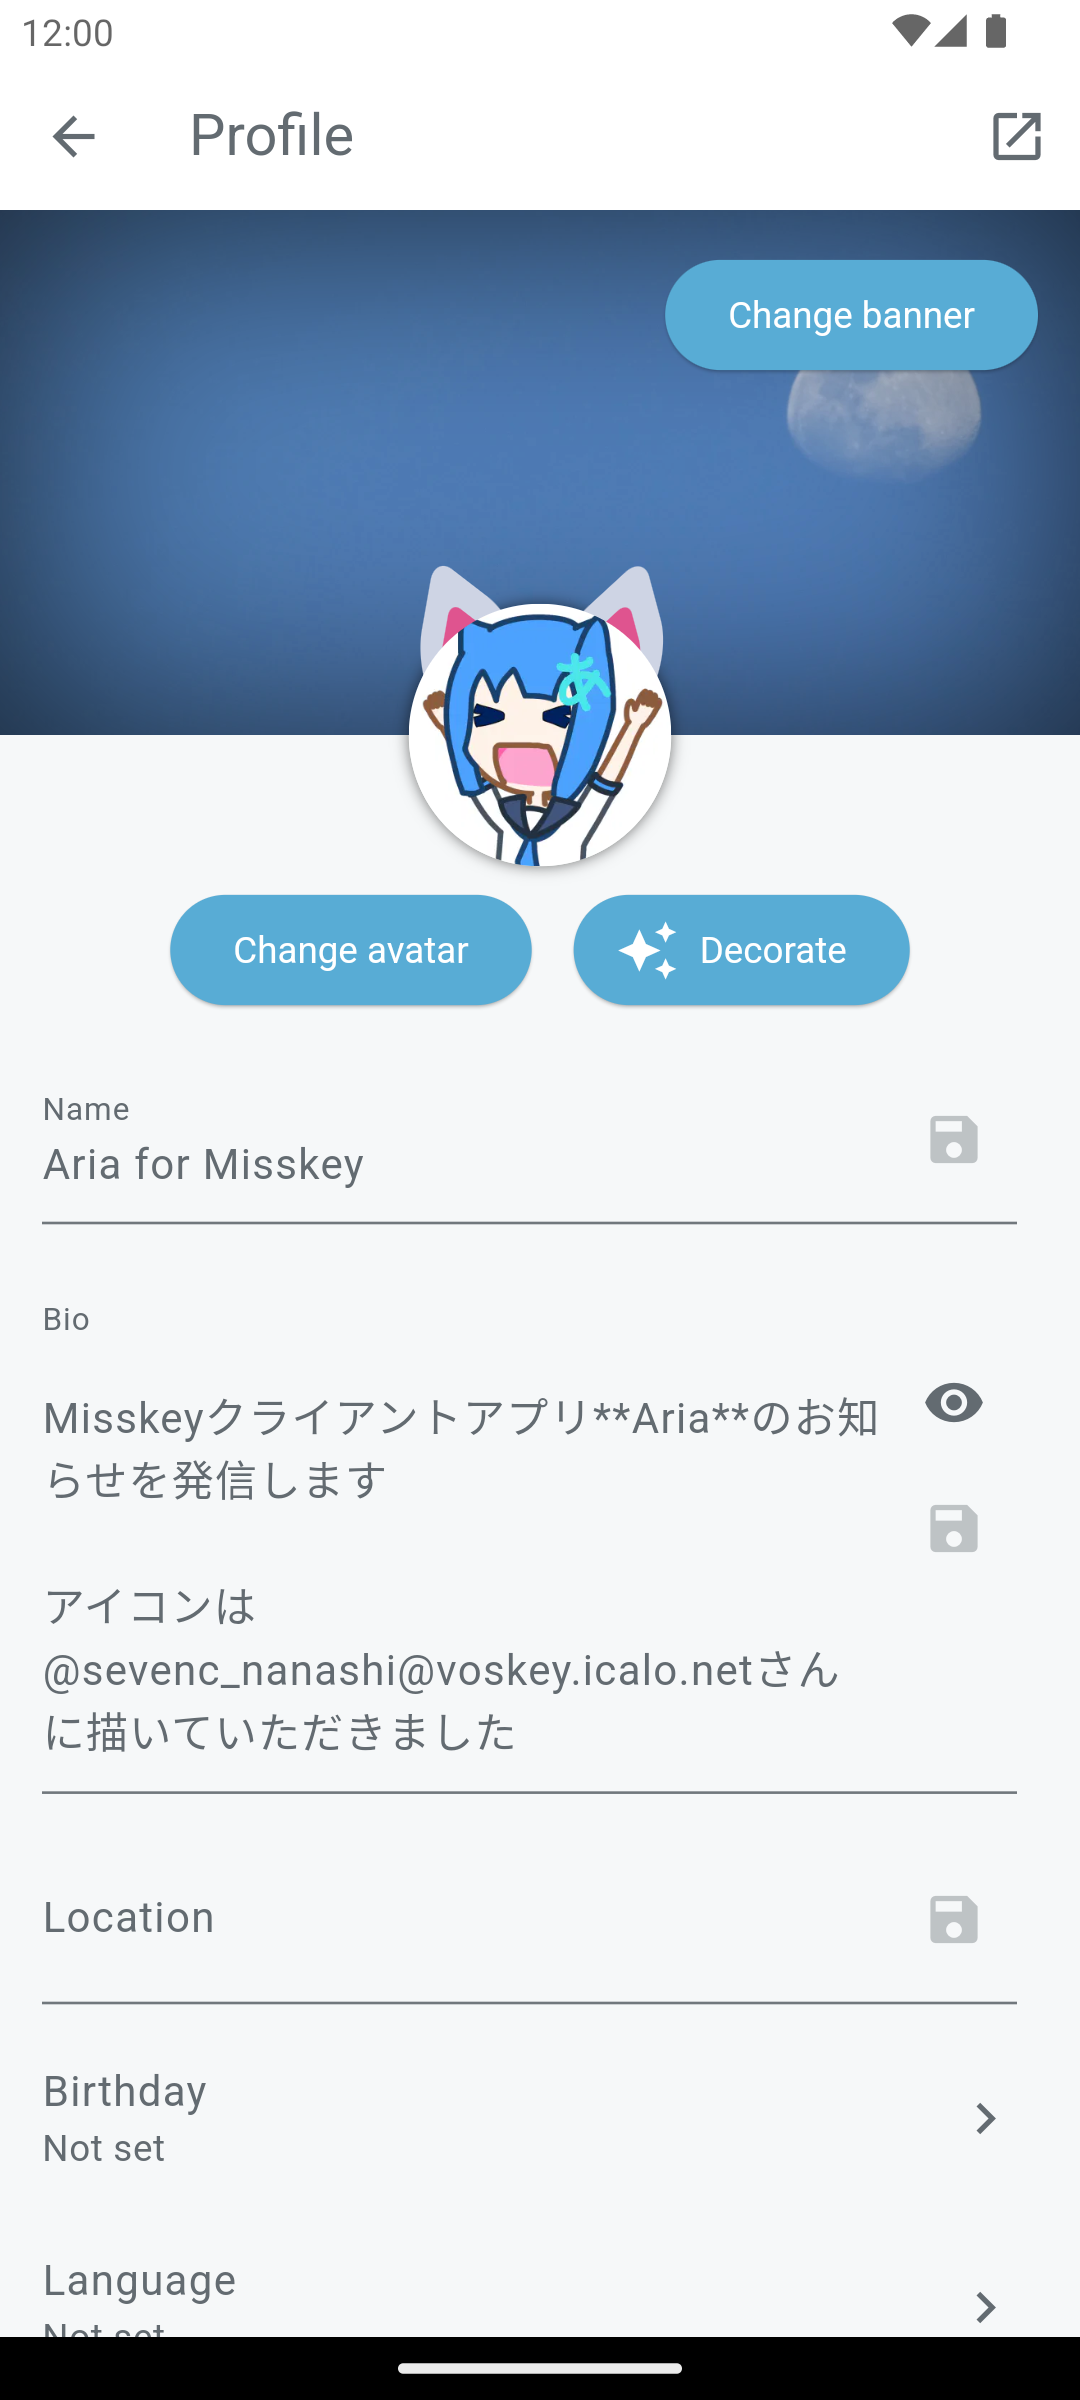 12:00
Profile
Change banner
あ
Change avatar
Decorate
Name
Aria for Misskey
Bio
Misskeyクライアントアプリ**Aria**のお知
らせを発信します
アイコンは
@sevenc_nanashi@voskey.icalo.netさん
に描いていただきました
Location
Birthday
Not set
Language
Not set